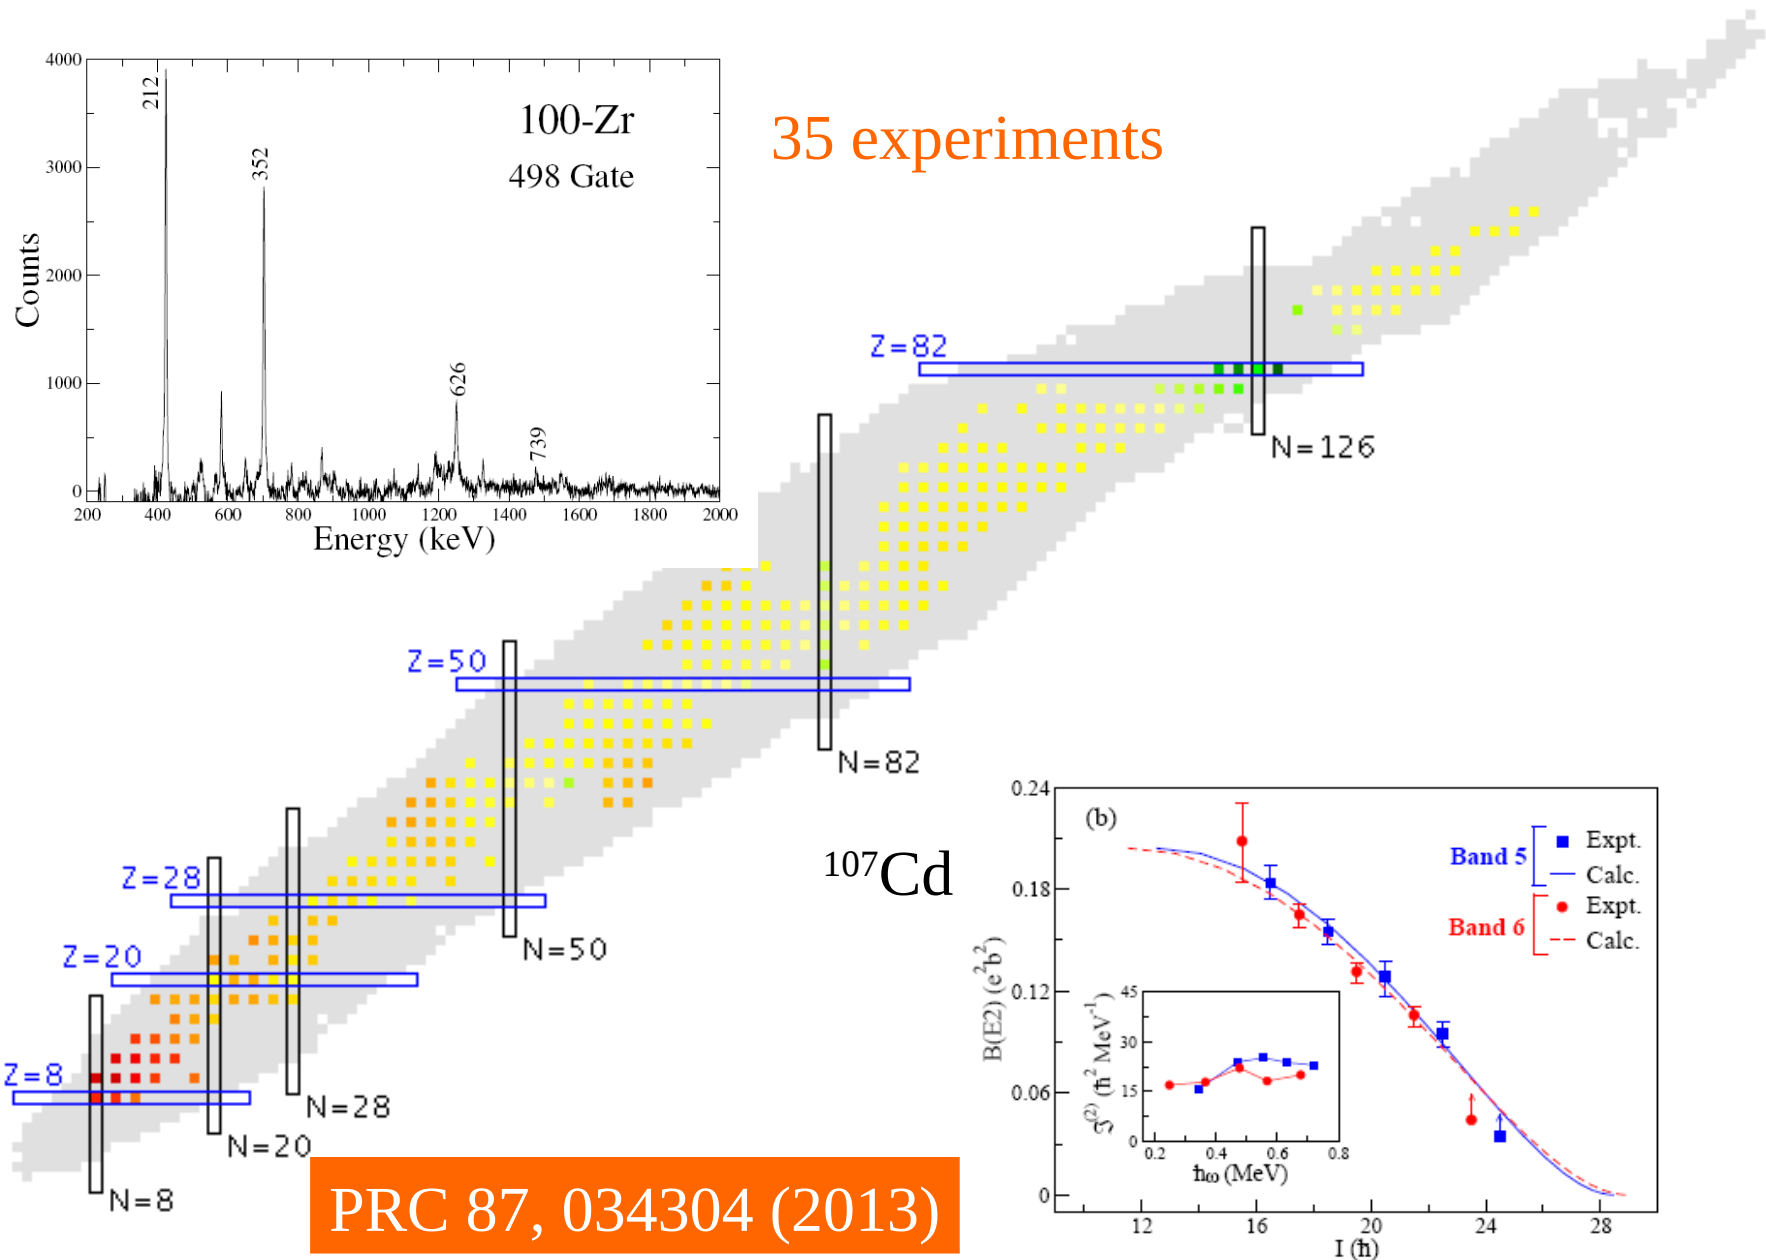 4000
3000
2000
1000
0
Counts
212
352
626
739
100-Zr
498 Gate
200 400 600 800 1000 1200 1400 1600 1800 2000
Energy (keV)
35 experiments
Z=82
N=126
Z=50
N=82
Z=28
N=50
Z=20
N=28
Z=8
N=20
N=8
107Cd
PRC 87, 034304 (2013)
(b)
Band 5
Expt.
Calc.
Band 6
Expt.
Calc.
0.24
0.18
0.12
0.06
0
B(E2) (e²b²)
12 16 20 24 28
I (ħ)
45
30
15
0
ℑ(2) (ħ² MeV⁻¹)
0.2 0.4 0.6 0.8
ħω (MeV)